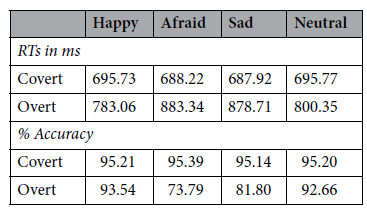 Happy Afraid Sad Neutral
RTs in ms
Covert 695.73 688.22 687.92 695.77
Overt 783.06 883.34 878.71 800.35
% Accuracy
Covert 95.21 95.39 95.14 95.20
Overt 93.54 73.79 81.80 92.66